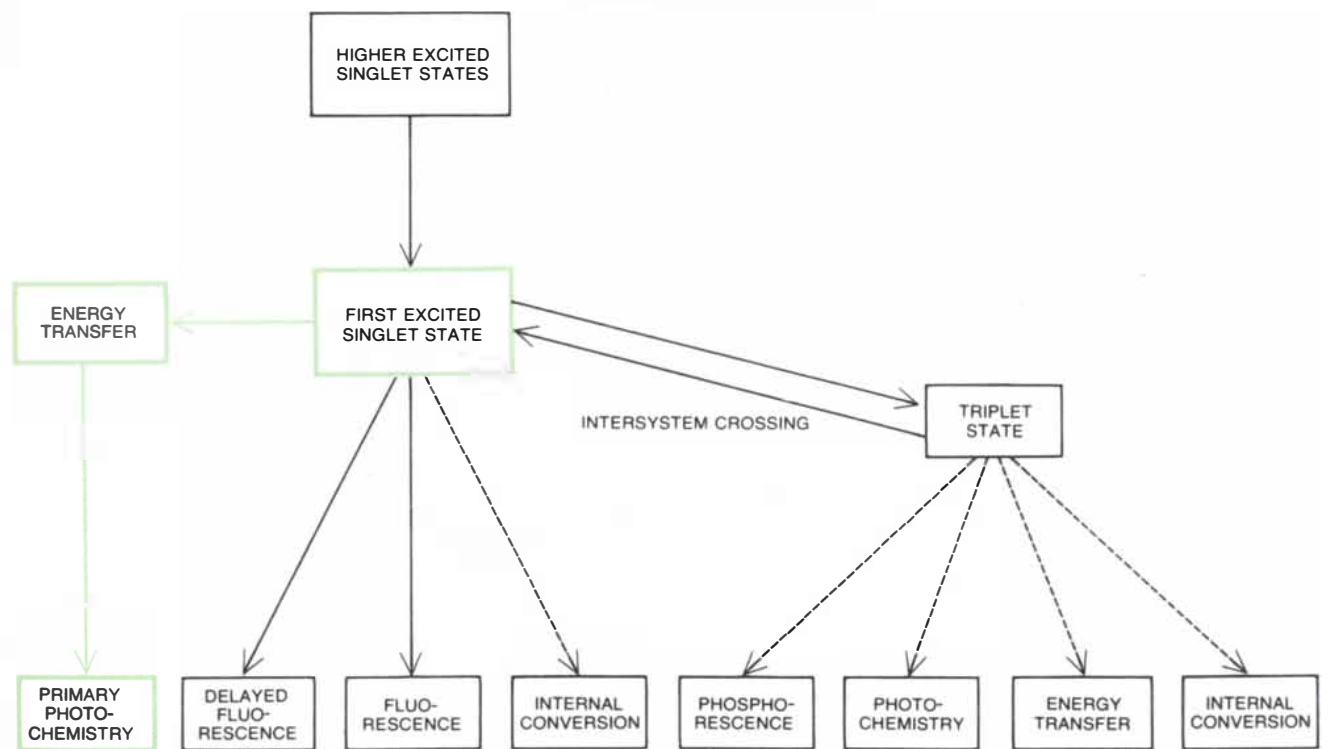 HIGHER EXCITED
SINGLET STATES
ENERGY
TRANSFER
FIRST EXCITED
SINGLET STATE
INTERSYSTEM CROSSING
TRIPLET
STATE
PRIMARY
PHOTO-
CHEMISTRY
DELAYED
FLUO-
RESCENCE
FLUO-
RESCENCE
INTERNAL
CONVERSION
PHOSPHO-
RESCENCE
PHOTO-
CHEMISTRY
ENERGY
TRANSFER
INTERNAL
CONVERSION